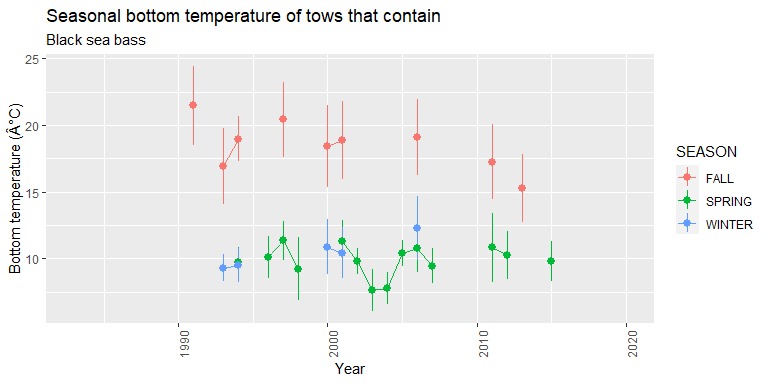 Seasonal bottom temperature of tows that contain
Black sea bass
25
20
15
10
Bottom temperature (Â°C)
1990
2000
2010
2020
Year
SEASON
FALL
SPRING
WINTER